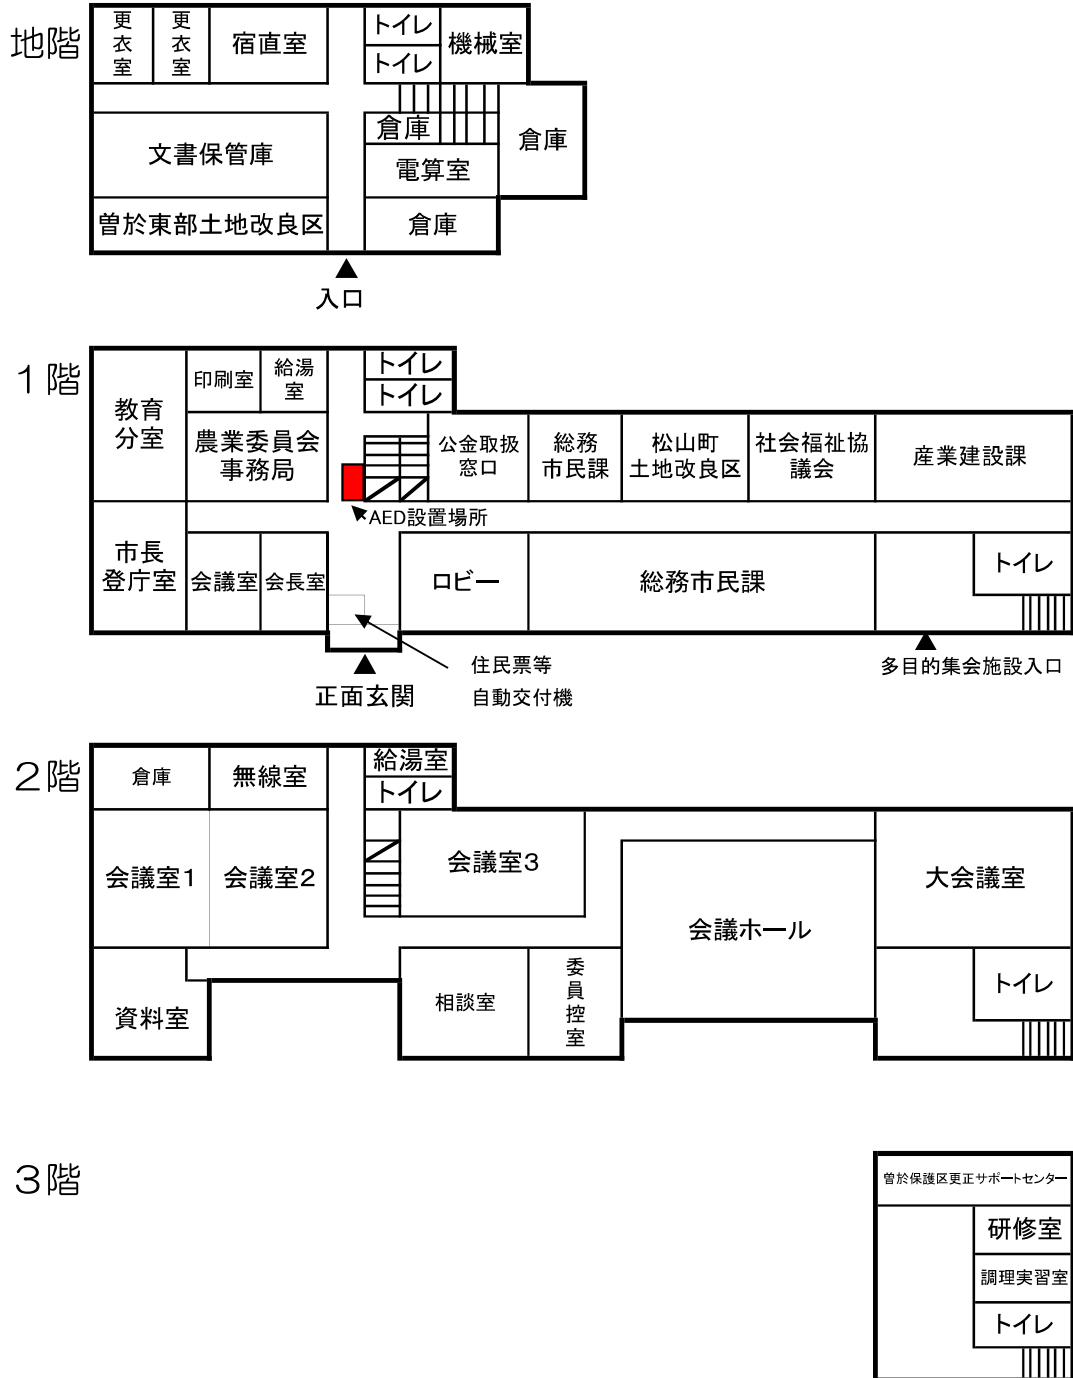 地階
更衣室
更衣室
宿直室
トイレ
トイレ
機械室
倉庫
倉庫
文書保管庫
電算室
曽於東部土地改良区
倉庫
入口
1階
教育
分室
印刷室
給湯
室
トイレ
トイレ
農業委員会
事務局
公金取扱
窓口
総務
市民課
松山町
土地改良区
社会福祉協
議会
産業建設課
AED設置場所
市長
登庁室
会議室
会長室
ロビー
総務市民課
トイレ
住民票等
自動交付機
正面玄関
多目的集会施設入口
2階
倉庫
無線室
給湯室
トイレ
会議室1
会議室2
会議室3
会議ホール
大会議室
資料室
相談室
委員控室
トイレ
3階
曽於保護区更正サポートセンター
研修室
調理実習室
トイレ